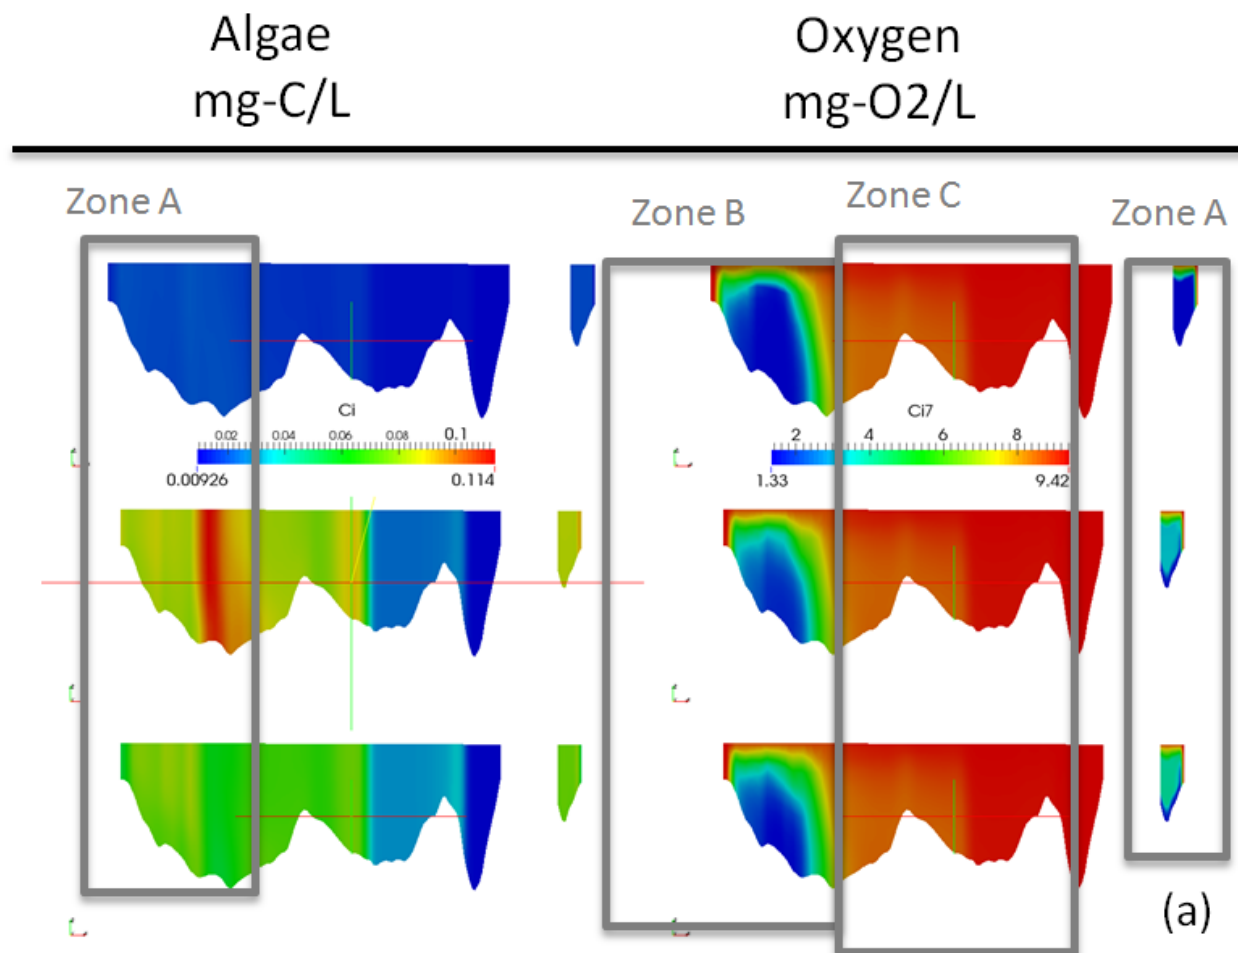 Algae
mg-C/L
Oxygen
mg-O2/L
Zone A
Zone B
Zone C
Zone A
Ci
0.02 0.04 0.06 0.08 0.1
0.00926 0.114
Ci7
2 4 6 8
1.33 9.42
(a)